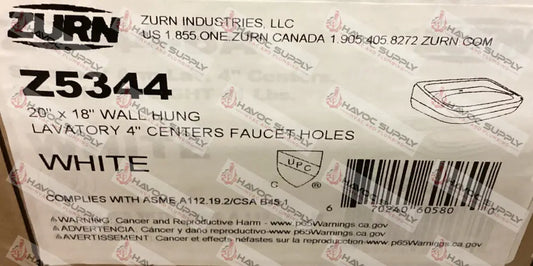 ZURN
ZURN INDUSTRIES, LLC
US 1.855.ONE.ZURN CANADA 1.905.405.8272 ZURN.COM
Z5344
20" x 18" WALL HUNG
LAVATORY 4" CENTERS FAUCET HOLES
WHITE
UPC
C ®
COMPLIES WITH ASME A112.19.2/CSA B45.1
6 70240 60580
⚠WARNING: Cancer and Reproductive Harm - www.p65Warnings.ca.gov
⚠ADVERTENCIA: Cáncer y daño reproductivo - www.p65Warnings.ca.gov
⚠AVERTISSEMENT: Cancer et effets néfastes sur la reproduction - www.p65Warnings.ca.gov
HAVOC SUPPLY